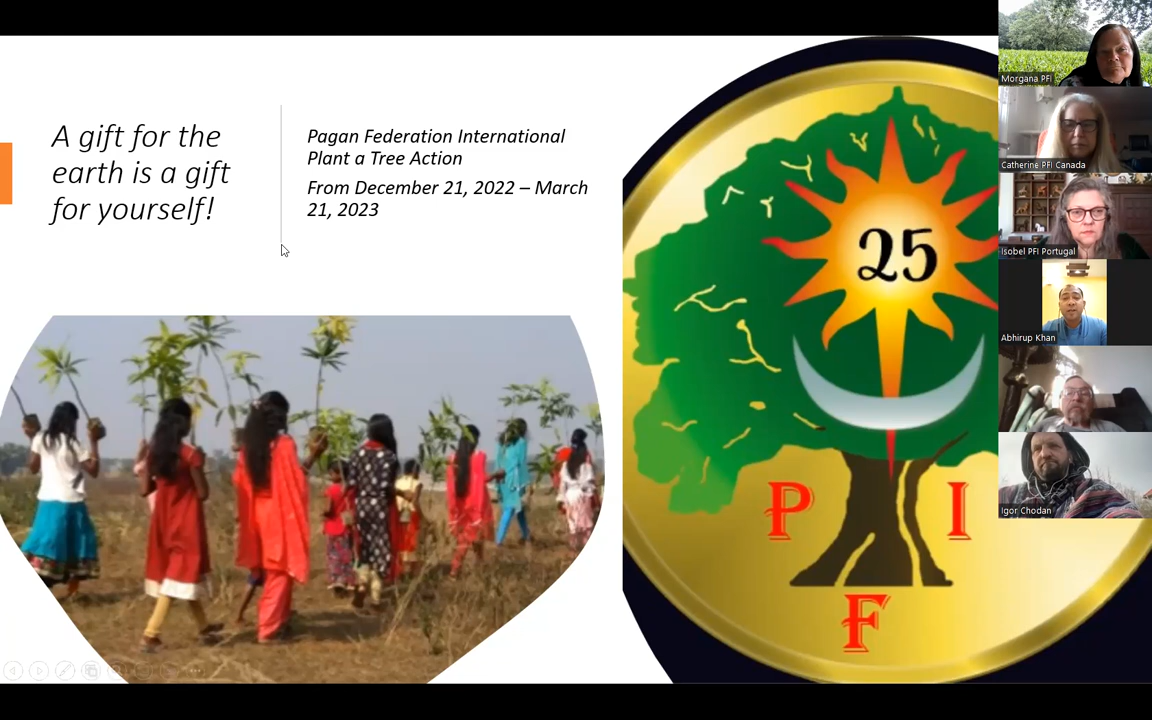 A gift for the
earth is a gift
for yourself!
Pagan Federation International
Plant a Tree Action
From December 21, 2022 – March
21, 2023
25
P I
F
Morgana PFI
Catherine PFI Canada
Isobel PFI Portugal
Abhirup Khan
Igor Chodan